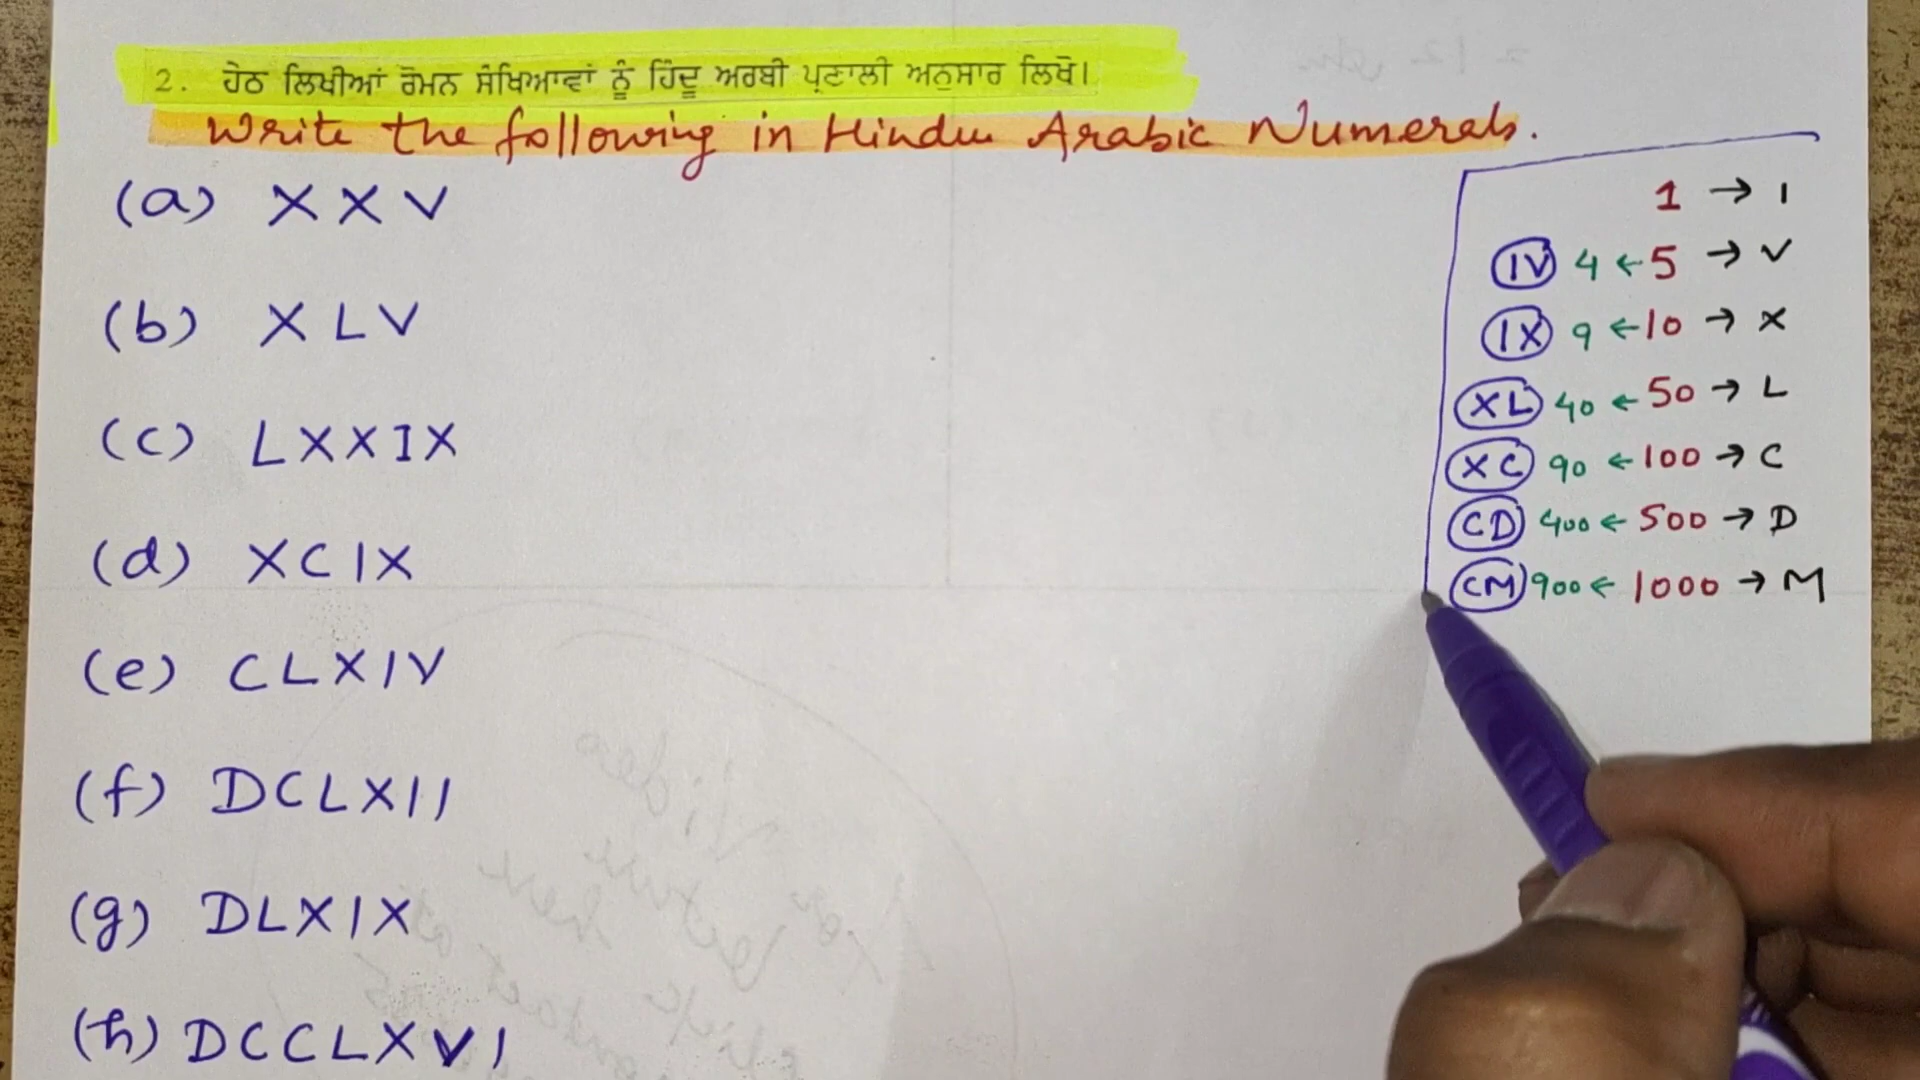 2. ਹੇਠ ਲਿਖੀਆਂ ਰੋਮਨ ਸੰਖਿਆਵਾਂ ਨੂੰ ਹਿੰਦੂ ਅਰਬੀ ਪ੍ਰਣਾਲੀ ਅਨੁਸਾਰ ਲਿਖੋ।
Write the following in Hindu Arabic Numerals.
(a) XXV
(b) XLV
(c) LXXIX
(d) XCIX
(e) CLXIV
(f) DCLXII
(g) DLXIX
(h) DCCLXVI
1 → I
IV 4 ← 5 → V
IX 9 ← 10 → X
XL 40 ← 50 → L
XC 90 ← 100 → C
CD 400 ← 500 → D
CM 900 ← 1000 → M